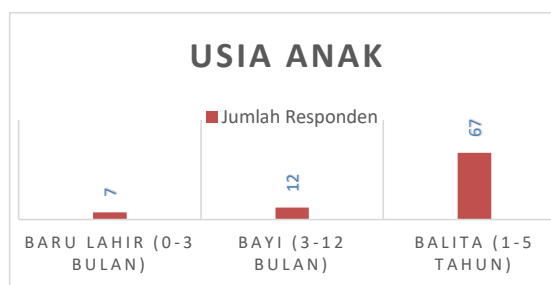 USIA ANAK
Jumlah Responden
7
12
67
BARU LAHIR (0-3
BULAN)
BAYI (3-12
BULAN)
BALITA (1-5
TAHUN)